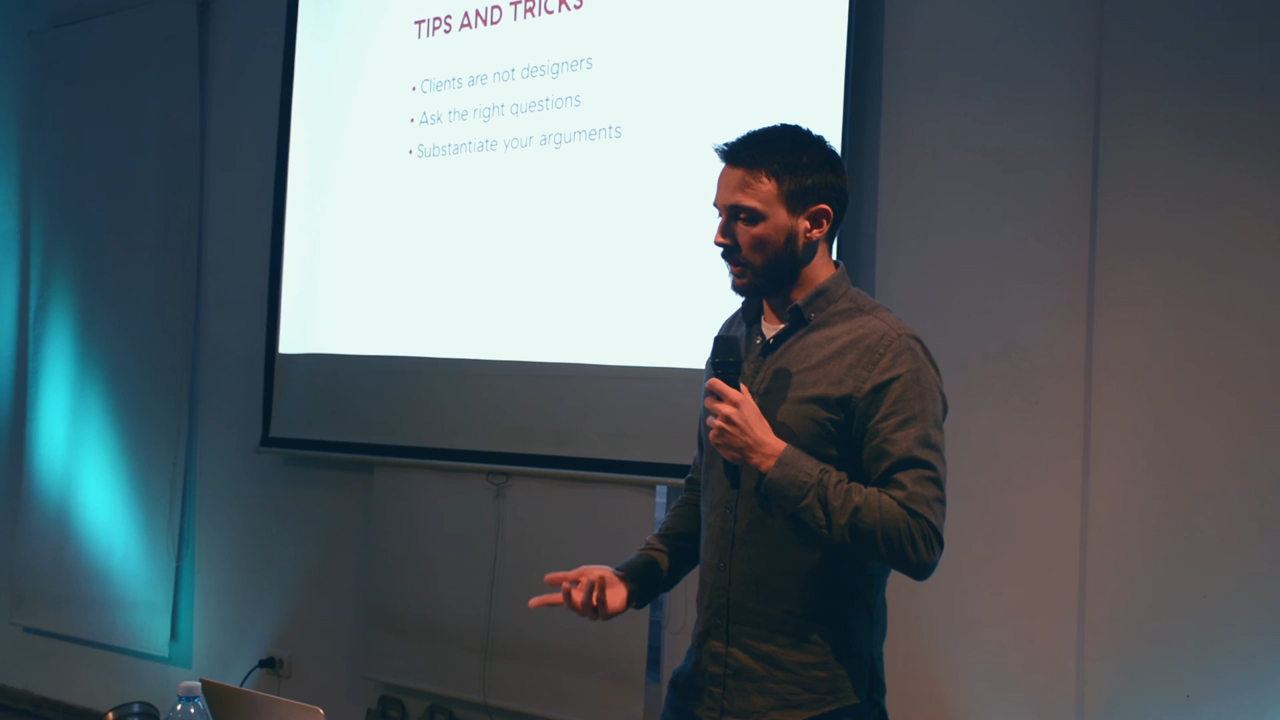 TIPS AND TRICKS
• Clients are not designers
• Ask the right questions
• Substantiate your arguments